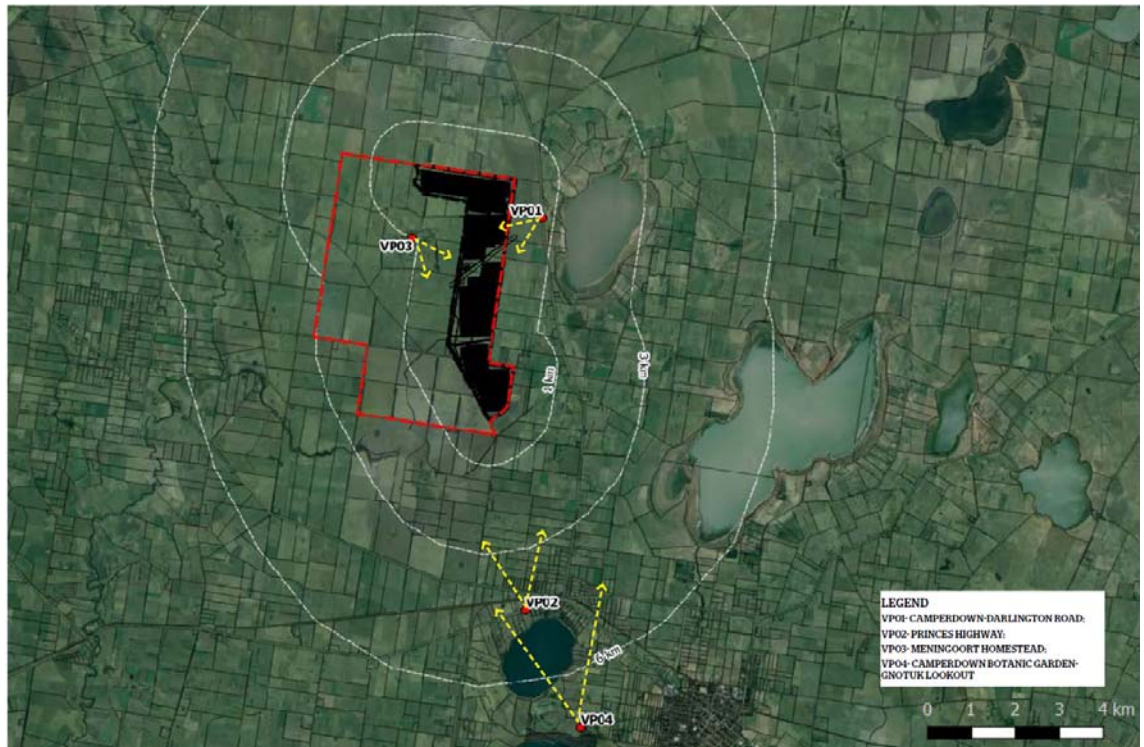 VP01
VP03
1 km
3 km
VP02
6 km
VP04
LEGEND
VP01- CAMPERDOWN-DARLINGTON ROAD;
VP02- PRINCES HIGHWAY;
VP03- MENINGOORT HOMESTEAD;
VP04- CAMPERDOWN BOTANIC GARDEN-
GNOTUK LOOKOUT
0 1 2 3 4 km